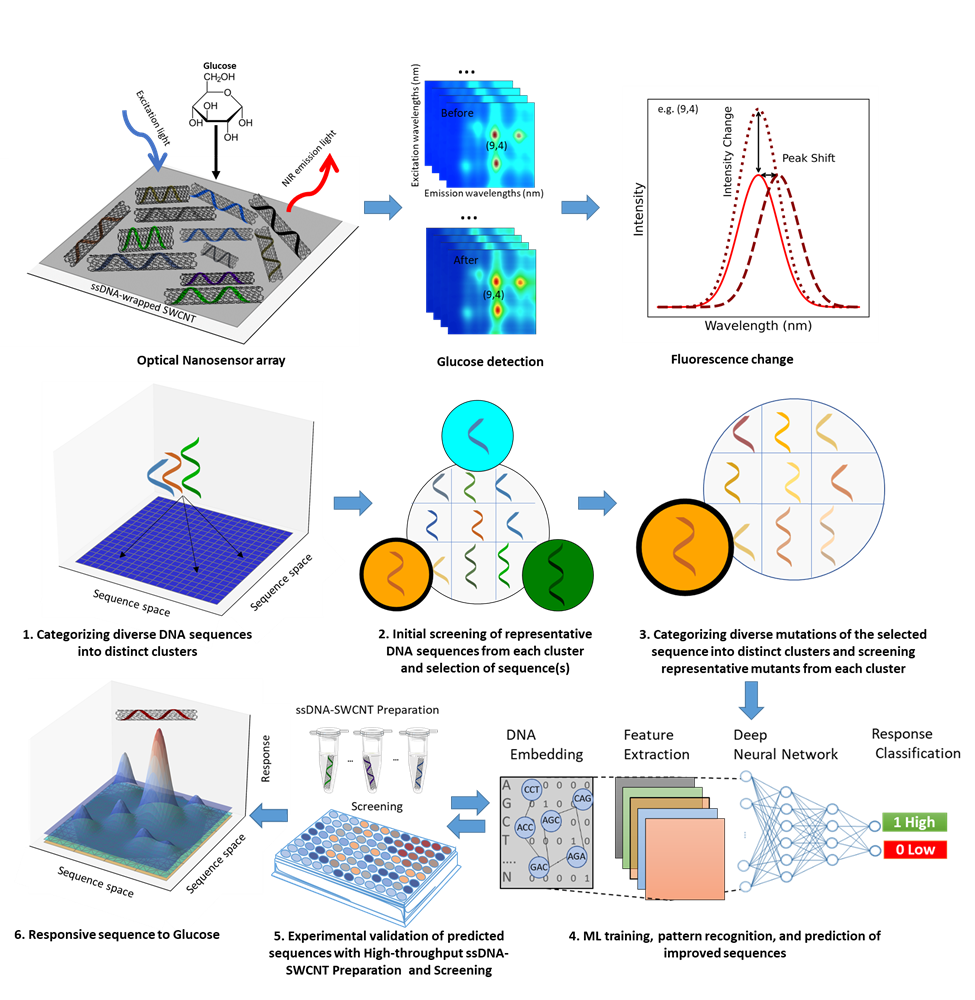 Glucose
CH2OH
O
OH
OH
OH
OH
Excitation light
NIR emission light
ssDNA-wrapped SWCNT
Optical Nanosensor array
...
Excitation wavelengths (nm)
Before
(9,4)
Emission wavelengths (nm)
...
After
(9,4)
Glucose detection
e.g. (9,4)
Intensity Change
Peak Shift
Intensity
Wavelength (nm)
Fluorescence change
Sequence space
Sequence space
1. Categorizing diverse DNA sequences
into distinct clusters
2. Initial screening of representative
DNA sequences from each cluster
and selection of sequence(s)
3. Categorizing diverse mutations of the selected
sequence into distinct clusters and screening
representative mutants from each cluster
Response
Sequence space
Sequence space
6. Responsive sequence to Glucose
ssDNA-SWCNT Preparation
... ...
Screening
5. Experimental validation of predicted
sequences with High-throughput ssDNA-
SWCNT Preparation and Screening
DNA
Embedding
Feature
Extraction
Deep
Neural Network
Response
Classification
A
G
C
T
....
N
CCT
CAG
ACC
AGC
GAC
AGA
1 High
0 Low
4. ML training, pattern recognition, and prediction of
improved sequences